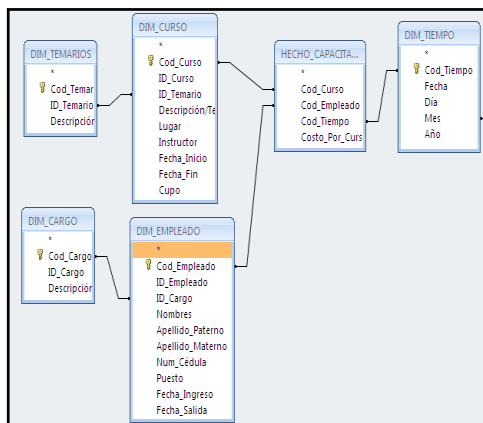 DIM_TEMARIOS
*
Cod_Temar
ID_Temario
Descripción
DIM_CURSO
*
Cod_Curso
ID_Curso
ID_Temario
Descripción/Te
Lugar
Instructor
Fecha_Inicio
Fecha_Fin
Cupo
HECHO_CAPACITA...
*
Cod_Curso
Cod_Empleado
Cod_Tiempo
Costo_Por_Curs
DIM_TIEMPO
*
Cod_Tiempo
Fecha
Día
Mes
Año
DIM_CARGO
*
Cod_Cargo
ID_Cargo
Descripción
DIM_EMPLEADO
*
Cod_Empleado
ID_Empleado
ID_Cargo
Nombres
Apellido_Paterno
Apellido_Materno
Num_Cédula
Puesto
Fecha_Ingreso
Fecha_Salida